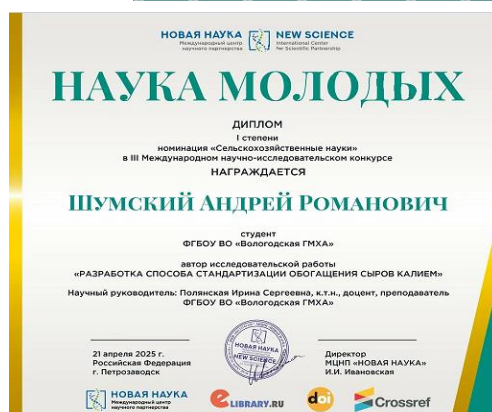 НОВАЯ НАУКА
Международный центр
научного партнерства
NEW SCIENCE
International Center
for Scientific Partnership
НАУКА МОЛОДЫХ
ДИПЛОМ
I степени
номинация «Сельскохозяйственные науки»
в III Международном научно-исследовательском конкурсе
НАГРАЖДАЕТСЯ
Шумский Андрей Романович
студент
ФГБОУ ВО «Вологодская ГМХА»
автор исследовательской работы
«РАЗРАБОТКА СПОСОБА СТАНДАРТИЗАЦИИ ОБОГАЩЕНИЯ СЫРОВ КАЛИЕМ»
Научный руководитель: Полянская Ирина Сергеевна, к.т.н., доцент, преподаватель
ФГБОУ ВО «Вологодская ГМХА»
21 апреля 2025 г.
Российская Федерация
г. Петрозаводск
НОВАЯ НАУКА
NEW SCIENCE
Директор
МЦНП «НОВАЯ НАУКА»
И.И. Ивановская
НОВАЯ НАУКА
Международный центр
научного партнерства
eLIBRARY.RU
doi
Crossref